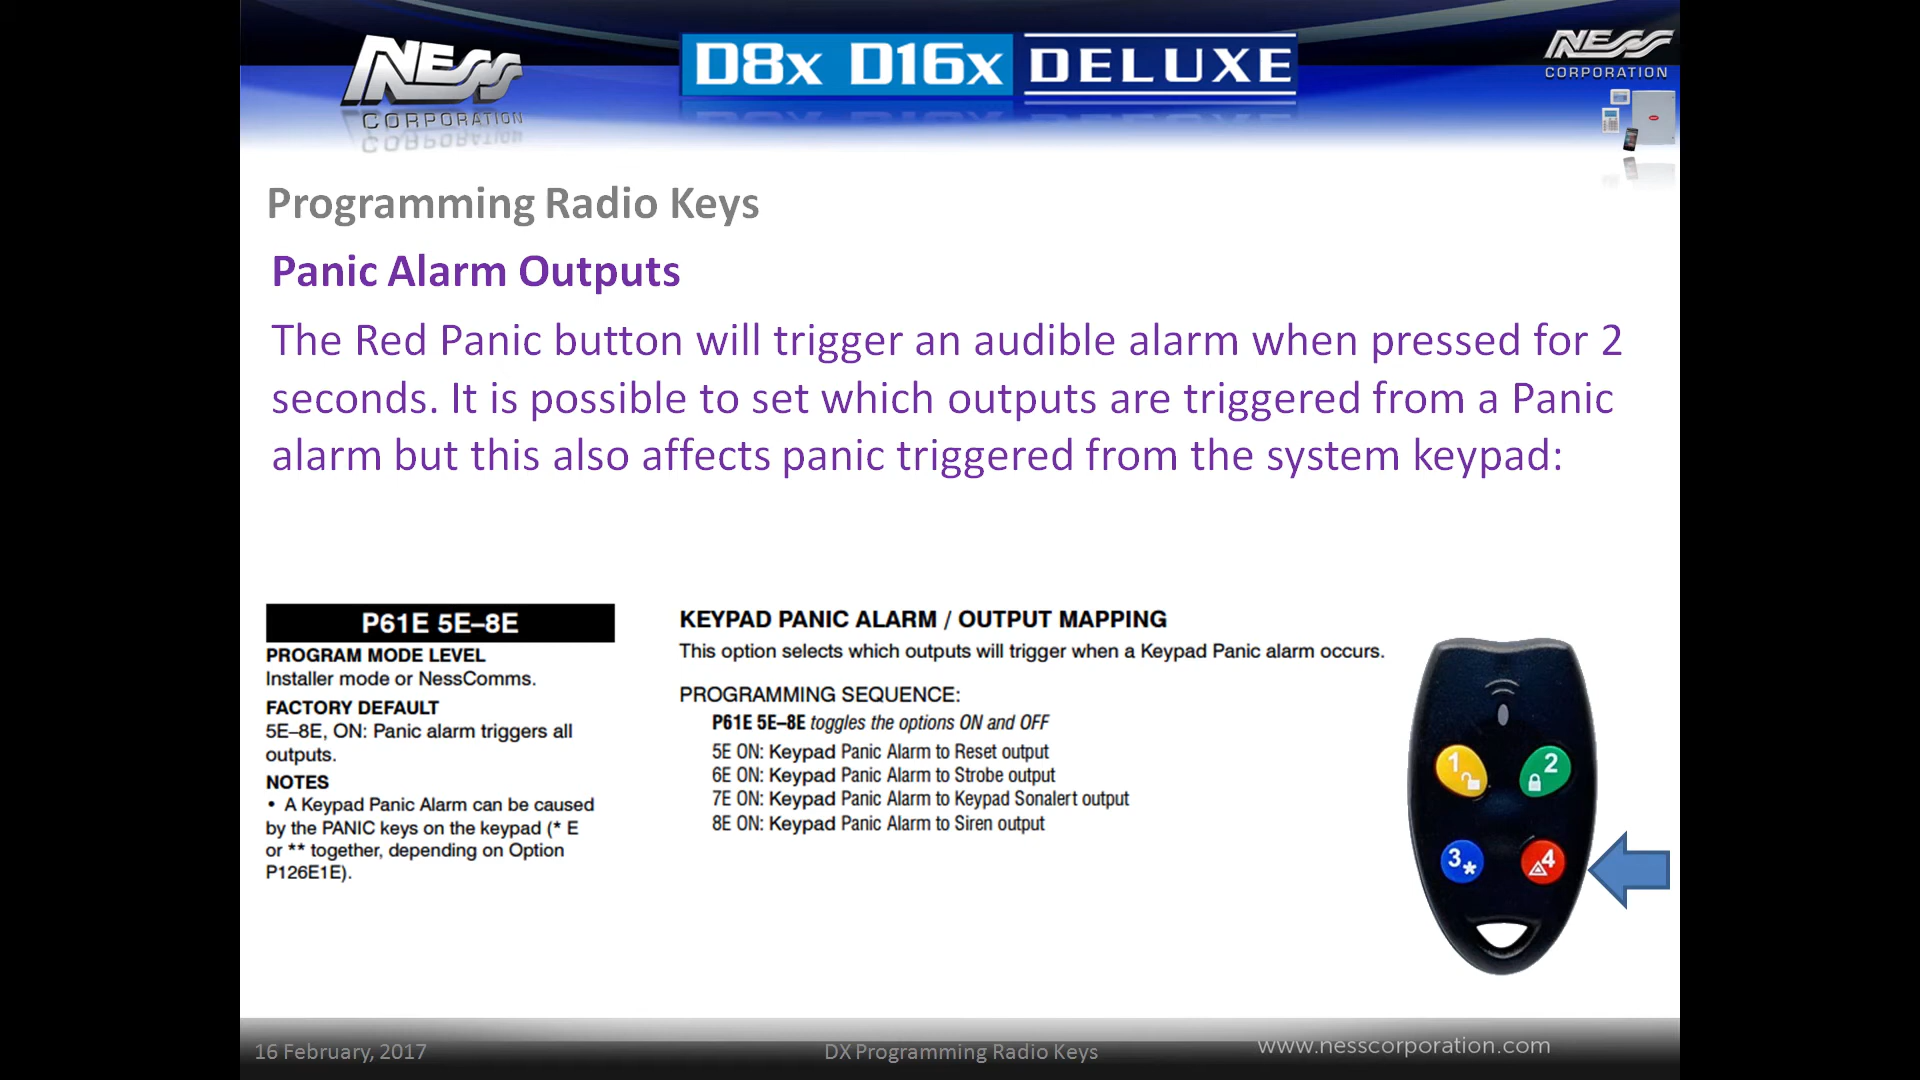 NESS
CORPORATION
D8x D16x DELUXE
NESS
CORPORATION
Programming Radio Keys
Panic Alarm Outputs
The Red Panic button will trigger an audible alarm when pressed for 2
seconds. It is possible to set which outputs are triggered from a Panic
alarm but this also affects panic triggered from the system keypad:
P61E 5E–8E
PROGRAM MODE LEVEL
Installer mode or NessComms.
FACTORY DEFAULT
5E–8E, ON: Panic alarm triggers all
outputs.
NOTES
• A Keypad Panic Alarm can be caused
by the PANIC keys on the keypad (* E
or ** together, depending on Option
P126E1E).
KEYPAD PANIC ALARM / OUTPUT MAPPING
This option selects which outputs will trigger when a Keypad Panic alarm occurs.
PROGRAMMING SEQUENCE:
P61E 5E–8E toggles the options ON and OFF
5E ON: Keypad Panic Alarm to Reset output
6E ON: Keypad Panic Alarm to Strobe output
7E ON: Keypad Panic Alarm to Keypad Sonalert output
8E ON: Keypad Panic Alarm to Siren output
1 2
3* 4
16 February, 2017
DX Programming Radio Keys
www.nesscorporation.com